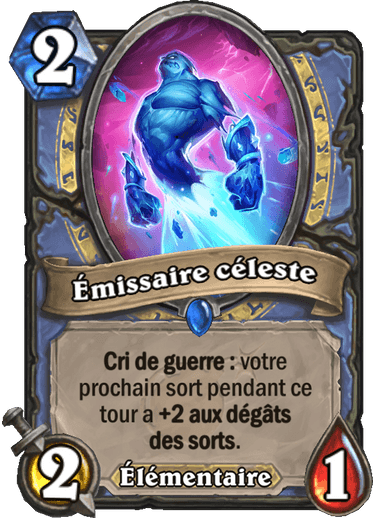 2
Émissaire céleste
Cri de guerre : votre
prochain sort pendant ce
tour a +2 aux dégâts
des sorts.
2
Élémentaire
1